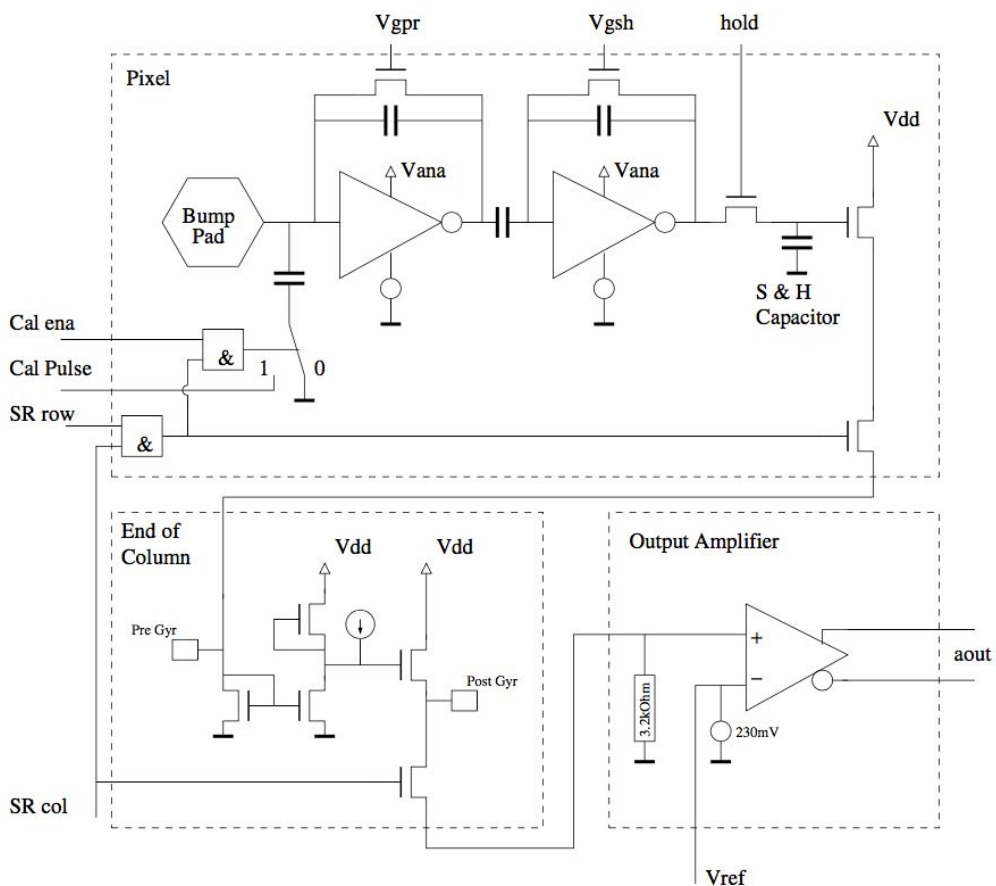 Vgpr
Vgsh
hold
Pixel
Vdd
Vana
Vana
Bump
Pad
S & H
Capacitor
Cal ena
&
Cal Pulse
1
0
SR row
&
End of
Column
Vdd
Vdd
Output Amplifier
Pre Gyr
+
aout
Post Gyr
−
3.2kOhm
230mV
SR col
Vref